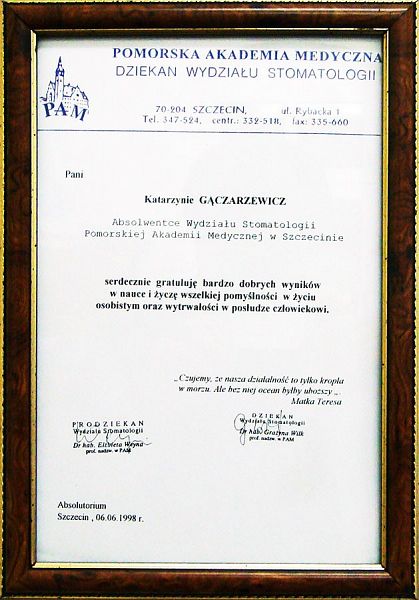 POMORSKA AKADEMIA MEDYCZNA
DZIEKAN WYDZIAŁU STOMATOLOGII
PAM
70-204 SZCZECIN, ul. Rybacka 1
Tel. 347-524, centr.: 332-518, fax: 335-660
Pani
Katarzynie GĄCZARZEWICZ
Absolwentce Wydziału Stomatologii
Pomorskiej Akademii Medycznej w Szczecinie
serdecznie gratuluję bardzo dobrych wyników
w nauce i życzę wszelkiej pomyślności w życiu
osobistym oraz wytrwałości w posłudze człowiekowi.
„Czujemy, że nasza działalność to tylko kropla
w morzu. Ale bez niej ocean byłby uboższy „.
Matka Teresa
PRODZIEKAN
Wydziału Stomatologii
Dr hab. Elżbieta Weyna
prof. nadzw. w PAM
DZIEKAN
Wydziału Stomatologii
Dr hab. Grażyna Wilk
prof. nadzw. w PAM
Absolutorium
Szczecin , 06.06.1998 r.